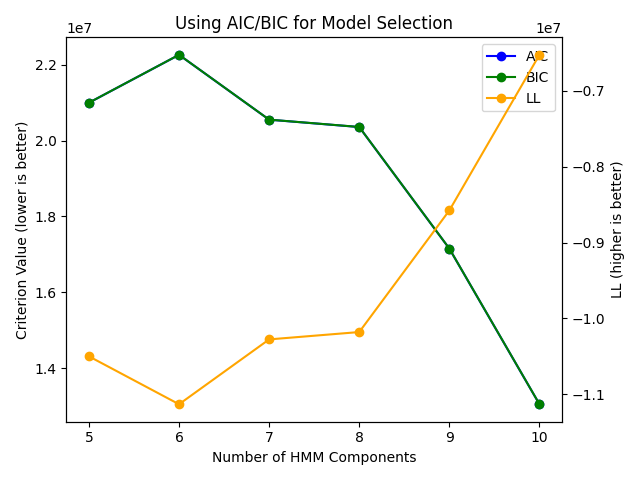 Using AIC/BIC for Model Selection
1e7
1e7
AIC
BIC
LL
2.2
2.0
1.8
1.6
1.4
Criterion Value (lower is better)
−0.7
−0.8
−0.9
−1.0
−1.1
LL (higher is better)
5 6 7 8 9 10
Number of HMM Components